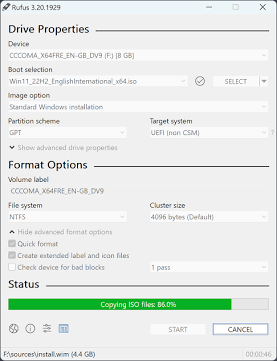 Rufus 3.20.1929
Drive Properties
Device
CCCOMA_X64FRE_EN-GB_DV9 (F:) [8 GB]
Boot selection
Win11_22H2_EnglishInternational_x64.iso
SELECT
Image option
Standard Windows installation
Partition scheme
Target system
GPT
UEFI (non CSM)
?
Show advanced drive properties
Format Options
Volume label
CCCOMA_X64FRE_EN-GB_DV9
File system
Cluster size
NTFS
4096 bytes (Default)
Hide advanced format options
Quick format
Create extended label and icon files
Check device for bad blocks
1 pass
Status
Copying ISO files: 86.0%
START
CANCEL
F:\sources\install.wim (4.4 GB)
00:00:46